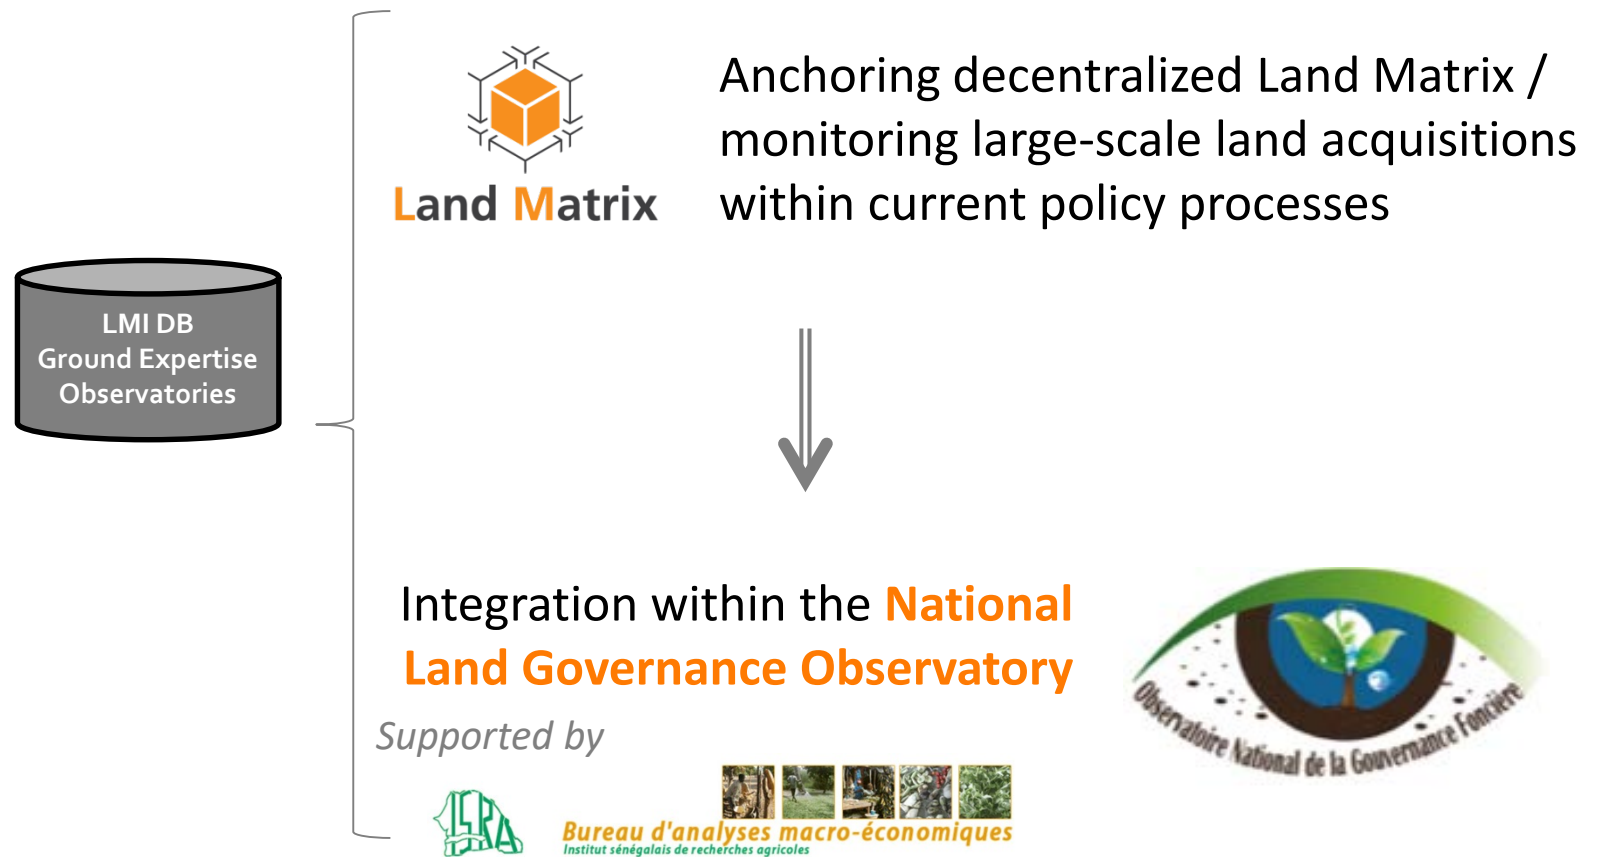 Land Matrix
Anchoring decentralized Land Matrix /
monitoring large-scale land acquisitions
within current policy processes
LMI DB
Ground Expertise
Observatories
Integration within the National
Land Governance Observatory
Observatoire National de la Gouvernance Foncière
Supported by
ISRA
Bureau d'analyses macro-économiques
Institut sénégalais de recherches agricoles